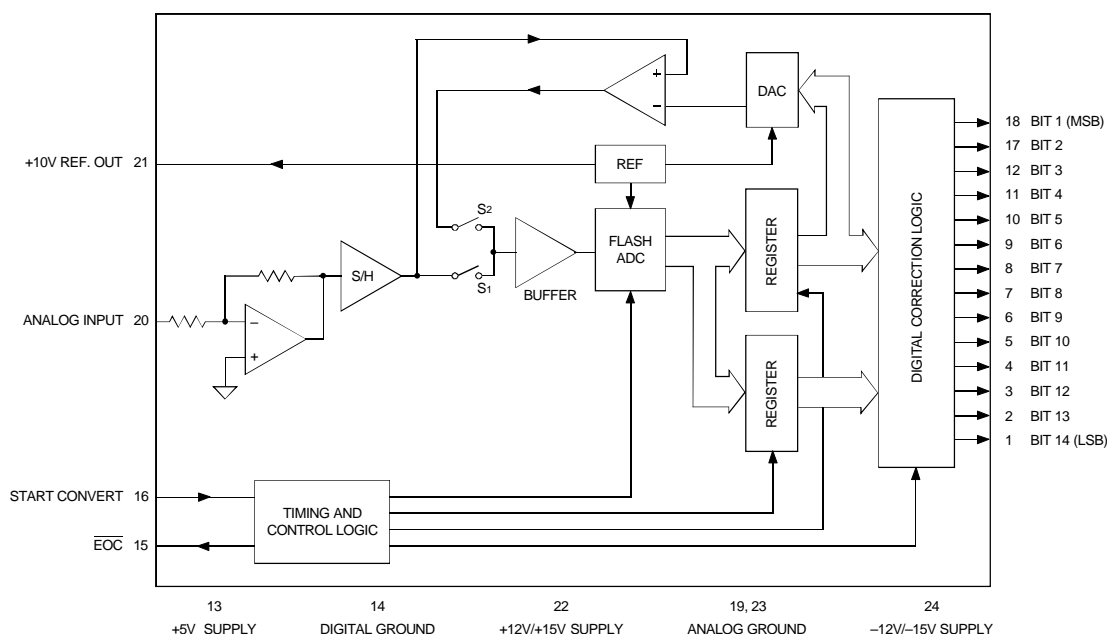 DAC
18 BIT 1 (MSB)
17 BIT 2
12 BIT 3
11 BIT 4
10 BIT 5
9 BIT 6
8 BIT 7
7 BIT 8
6 BIT 9
5 BIT 10
4 BIT 11
3 BIT 12
2 BIT 13
1 BIT 14 (LSB)
DIGITAL CORRECTION LOGIC
+10V REF. OUT 21
REF
S2
S1
FLASH
ADC
REGISTER
REGISTER
S/H
BUFFER
ANALOG INPUT 20
–
+
+
–
START CONVERT 16
EOC 15
TIMING AND
CONTROL LOGIC
13
+5V SUPPLY
14
DIGITAL GROUND
22
+12V/+15V SUPPLY
19, 23
ANALOG GROUND
24
–12V/–15V SUPPLY